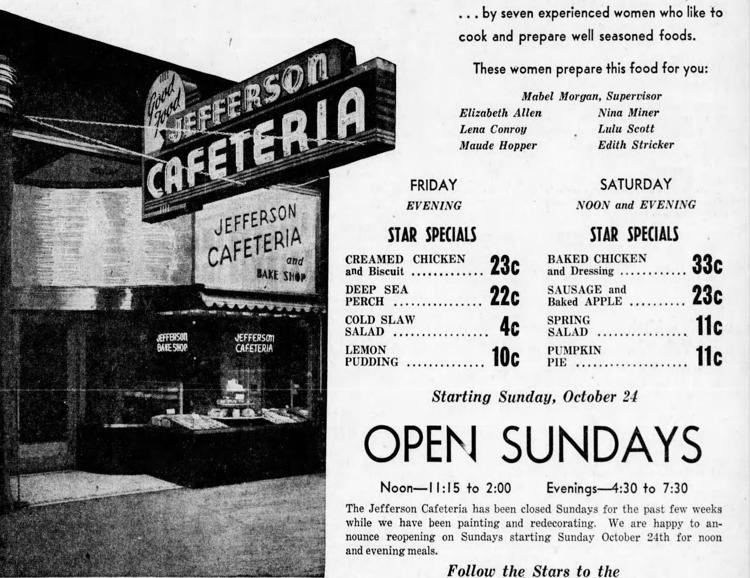 ... by seven experienced women who like to
cook and prepare well seasoned foods.
These women prepare this food for you:
Mabel Morgan, Supervisor
Elizabeth Allen
Nina Miner
Lena Conroy
Lulu Scott
Maude Hopper
Edith Stricker
Good
Food
JEFFERSON
CAFETERIA
JEFFERSON
CAFETERIA
and
BAKE SHOP
JEFFERSON
BAKE-SHOP
JEFFERSON
CAFETERIA
FRIDAY
EVENING
STAR SPECIALS
CREAMED CHICKEN
and Biscuit ............ 23c
DEEP SEA
PERCH ............... 22c
COLD SLAW
SALAD ................ 4c
LEMON
PUDDING ............. 10c
SATURDAY
NOON and EVENING
STAR SPECIALS
BAKED CHICKEN
and Dressing ........... 33c
SAUSAGE and
Baked APPLE .......... 23c
SPRING
SALAD ............... 11c
PUMPKIN
PIE .................. 11c
Starting Sunday, October 24
OPEN SUNDAYS
Noon—11:15 to 2:00 Evenings—4:30 to 7:30
The Jefferson Cafeteria has been closed Sundays for the past few weeks
while we have been painting and redecorating. We are happy to an-
nounce reopening on Sundays starting Sunday October 24th for noon
and evening meals.
Follow the Stars to the